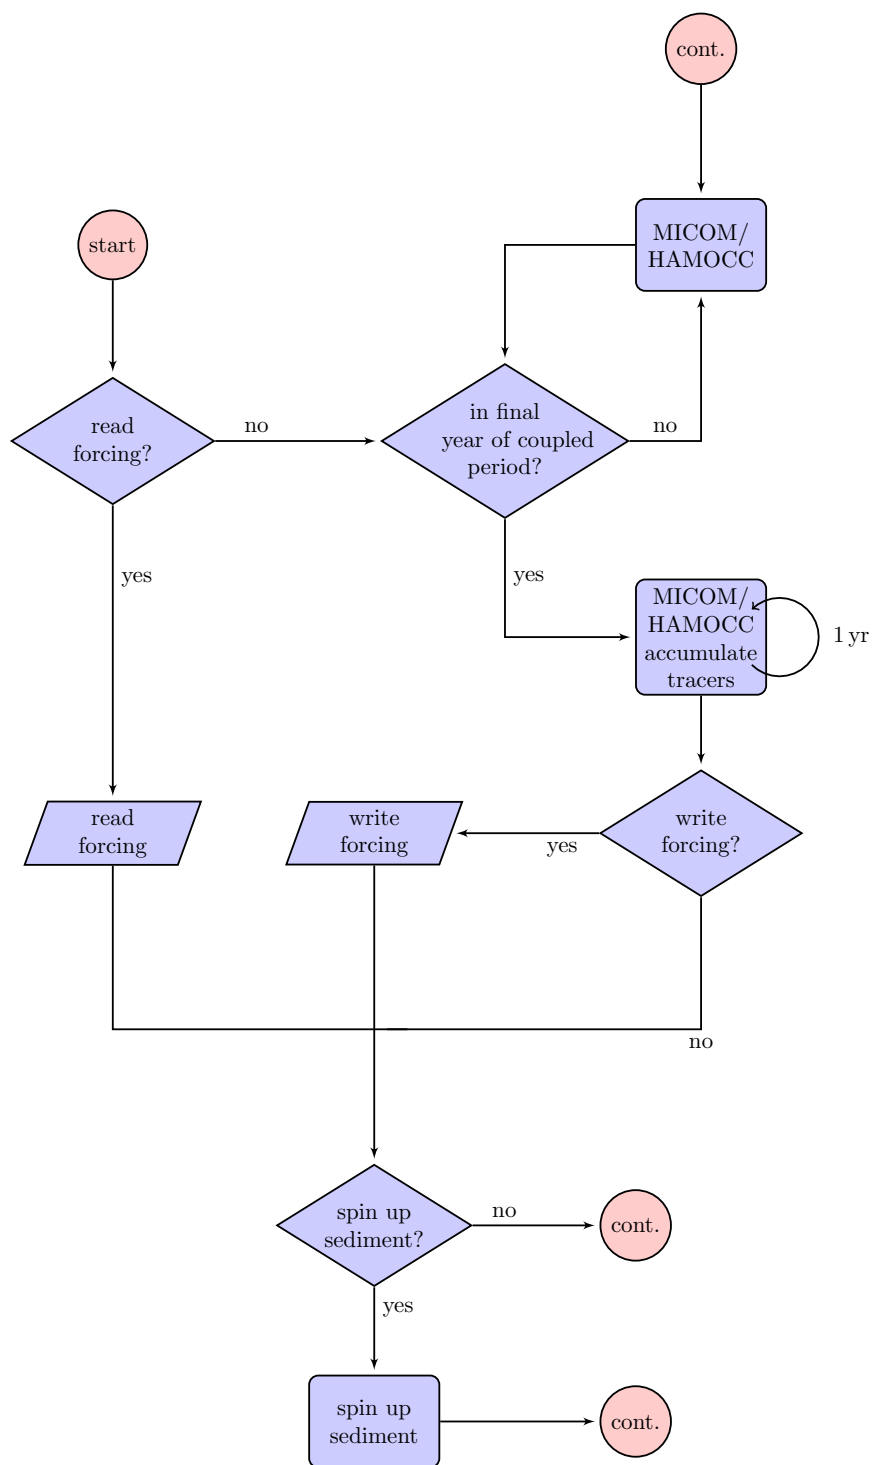 cont.
MICOM/
HAMOCC
start
read
forcing?
no
in final
year of coupled
period?
no
yes
yes
MICOM/
HAMOCC
accumulate
tracers
1 yr
read
forcing
write
forcing
yes
write
forcing?
no
spin up
sediment?
no
cont.
yes
spin up
sediment
cont.